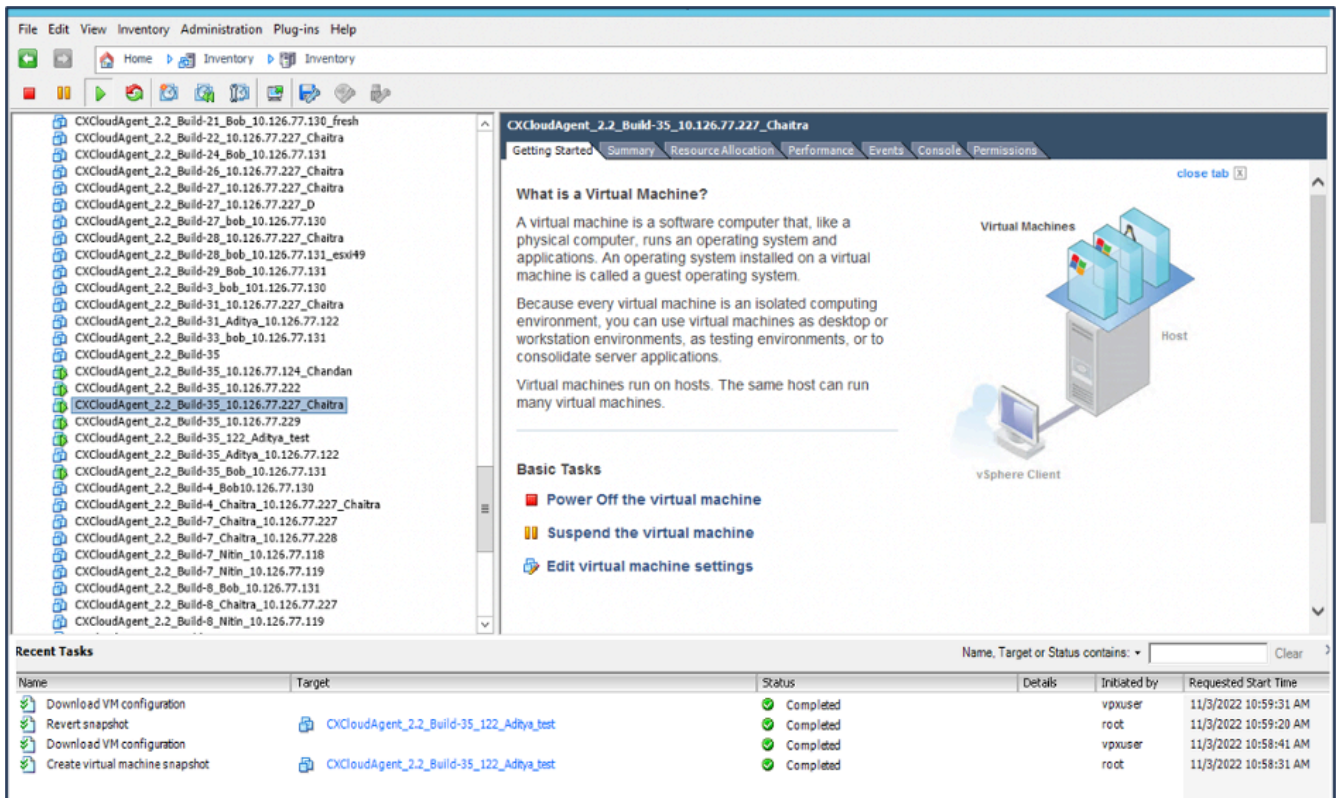 File Edit View Inventory Administration Plug-ins Help
Home Inventory Inventory
CXCloudAgent_2.2_Build-21_Bob_10.126.77.130_fresh
CXCloudAgent_2.2_Build-22_10.126.77.227_Chaitra
CXCloudAgent_2.2_Build-24_Bob_10.126.77.131
CXCloudAgent_2.2_Build-26_10.126.77.227_Chaitra
CXCloudAgent_2.2_Build-27_10.126.77.227_Chaitra
CXCloudAgent_2.2_Build-27_10.126.77.227_D
CXCloudAgent_2.2_Build-27_bob_10.126.77.130
CXCloudAgent_2.2_Build-28_10.126.77.227_Chaitra
CXCloudAgent_2.2_Build-28_bob_10.126.77.131_esxi49
CXCloudAgent_2.2_Build-29_Bob_10.126.77.131
CXCloudAgent_2.2_Build-3_bob_101.126.77.130
CXCloudAgent_2.2_Build-31_10.126.77.227_Chaitra
CXCloudAgent_2.2_Build-31_Aditya_10.126.77.122
CXCloudAgent_2.2_Build-33_bob_10.126.77.131
CXCloudAgent_2.2_Build-35
CXCloudAgent_2.2_Build-35_10.126.77.124_Chandan
CXCloudAgent_2.2_Build-35_10.126.77.222
CXCloudAgent_2.2_Build-35_10.126.77.227_Chaitra
CXCloudAgent_2.2_Build-35_10.126.77.229
CXCloudAgent_2.2_Build-35_122_Aditya_test
CXCloudAgent_2.2_Build-35_Aditya_10.126.77.122
CXCloudAgent_2.2_Build-35_Bob_10.126.77.131
CXCloudAgent_2.2_Build-4_Bob10.126.77.130
CXCloudAgent_2.2_Build-4_Chaitra_10.126.77.227_Chaitra
CXCloudAgent_2.2_Build-7_Chaitra_10.126.77.227
CXCloudAgent_2.2_Build-7_Chaitra_10.126.77.228
CXCloudAgent_2.2_Build-7_Nitin_10.126.77.118
CXCloudAgent_2.2_Build-7_Nitin_10.126.77.119
CXCloudAgent_2.2_Build-8_Bob_10.126.77.131
CXCloudAgent_2.2_Build-8_Chaitra_10.126.77.227
CXCloudAgent_2.2_Build-8_Nitin_10.126.77.119
CXCloudAgent_2.2_Build-35_10.126.77.227_Chaitra
Getting Started Summary Resource Allocation Performance Events Console Permissions
close tab X
What is a Virtual Machine?
A virtual machine is a software computer that, like a
physical computer, runs an operating system and
applications. An operating system installed on a virtual
machine is called a guest operating system.
Because every virtual machine is an isolated computing
environment, you can use virtual machines as desktop or
workstation environments, as testing environments, or to
consolidate server applications.
Virtual machines run on hosts. The same host can run
many virtual machines.
Virtual Machines
Host
vSphere Client
Basic Tasks
Power Off the virtual machine
Suspend the virtual machine
Edit virtual machine settings
Recent Tasks
Name, Target or Status contains: Clear
Name Target Status Details Initiated by Requested Start Time
Download VM configuration Completed vpxuser 11/3/2022 10:59:31 AM
Revert snapshot CXCloudAgent_2.2_Build-35_122_Aditya_test Completed root 11/3/2022 10:59:20 AM
Download VM configuration Completed vpxuser 11/3/2022 10:58:41 AM
Create virtual machine snapshot CXCloudAgent_2.2_Build-35_122_Aditya_test Completed root 11/3/2022 10:58:31 AM